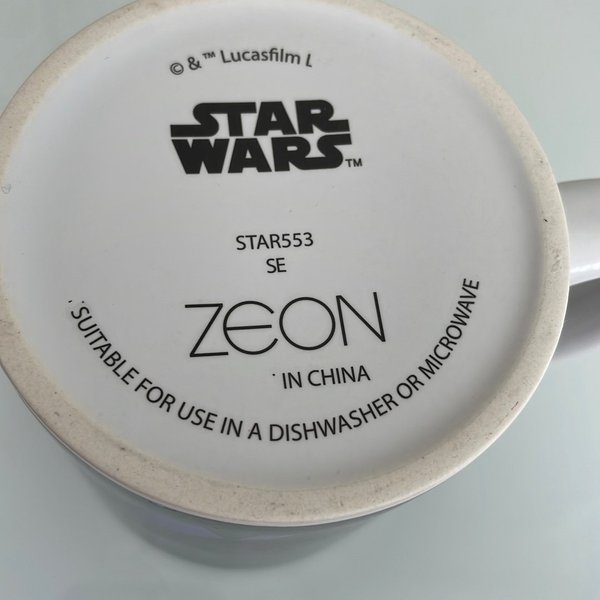 © & ™ Lucasfilm L
STAR
WARS™
STAR553
SE
ZEON
IN CHINA
SUITABLE FOR USE IN A DISHWASHER OR MICROWAVE